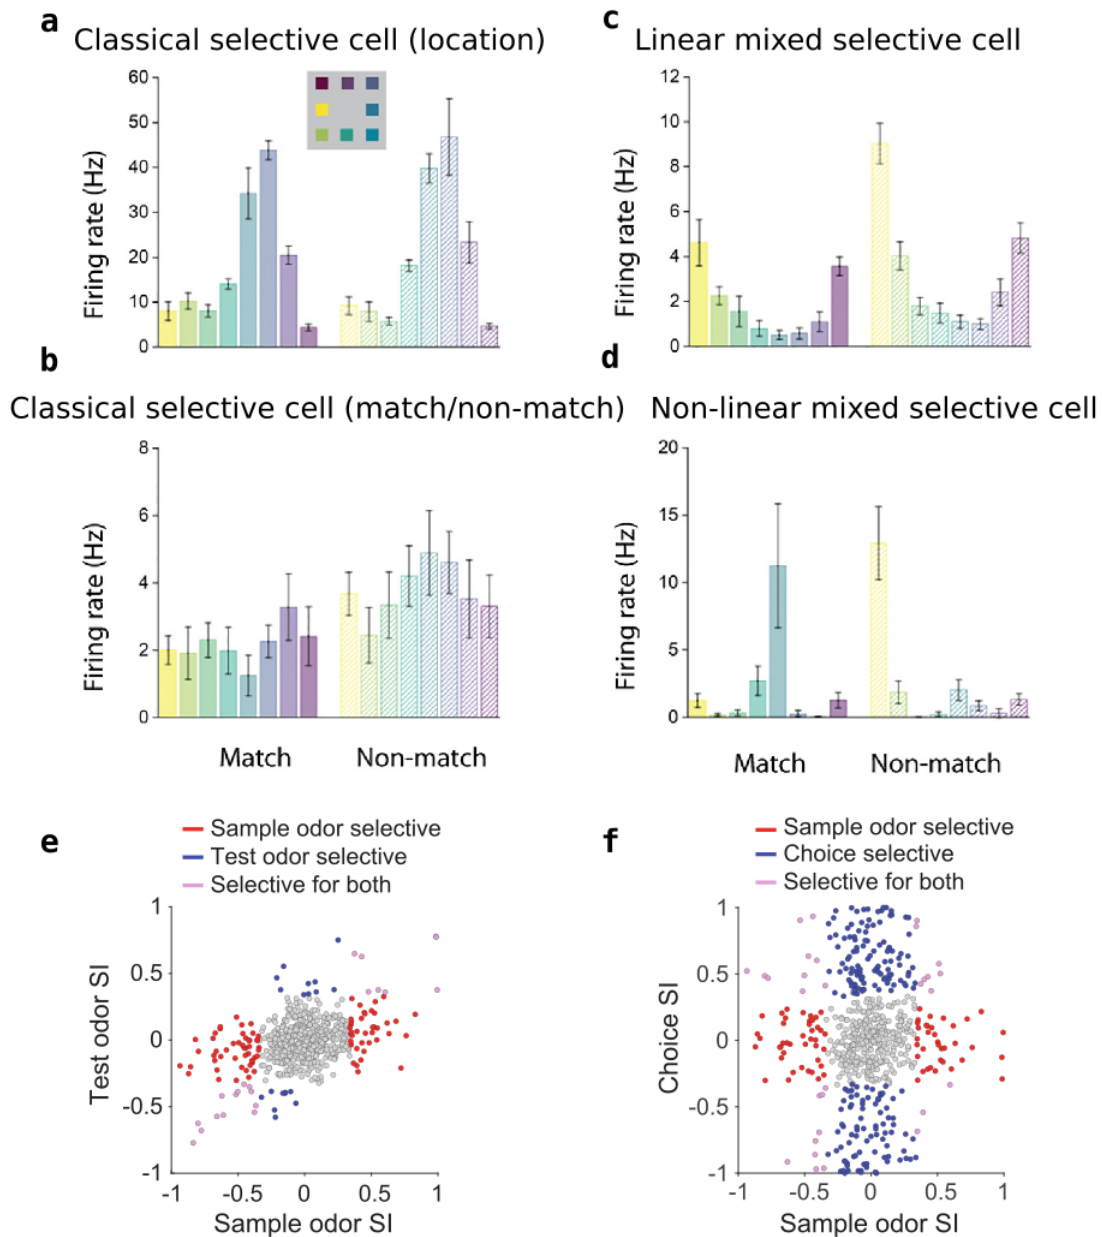 a
Classical selective cell (location)
60
50
40
30
20
10
0
Firing rate (Hz)
c
Linear mixed selective cell
12
10
8
6
4
2
0
Firing rate (Hz)
b
Classical selective cell (match/non-match)
8
6
4
2
0
Firing rate (Hz)
Match
Non-match
d
Non-linear mixed selective cell
20
15
10
5
0
Firing rate (Hz)
Match
Non-match
e
Sample odor selective
Test odor selective
Selective for both
1
0.5
0
-0.5
-1
Test odor SI
-1
-0.5
0
0.5
1
Sample odor SI
f
Sample odor selective
Choice selective
Selective for both
1
0.5
0
-0.5
-1
Choice SI
-1
-0.5
0
0.5
1
Sample odor SI